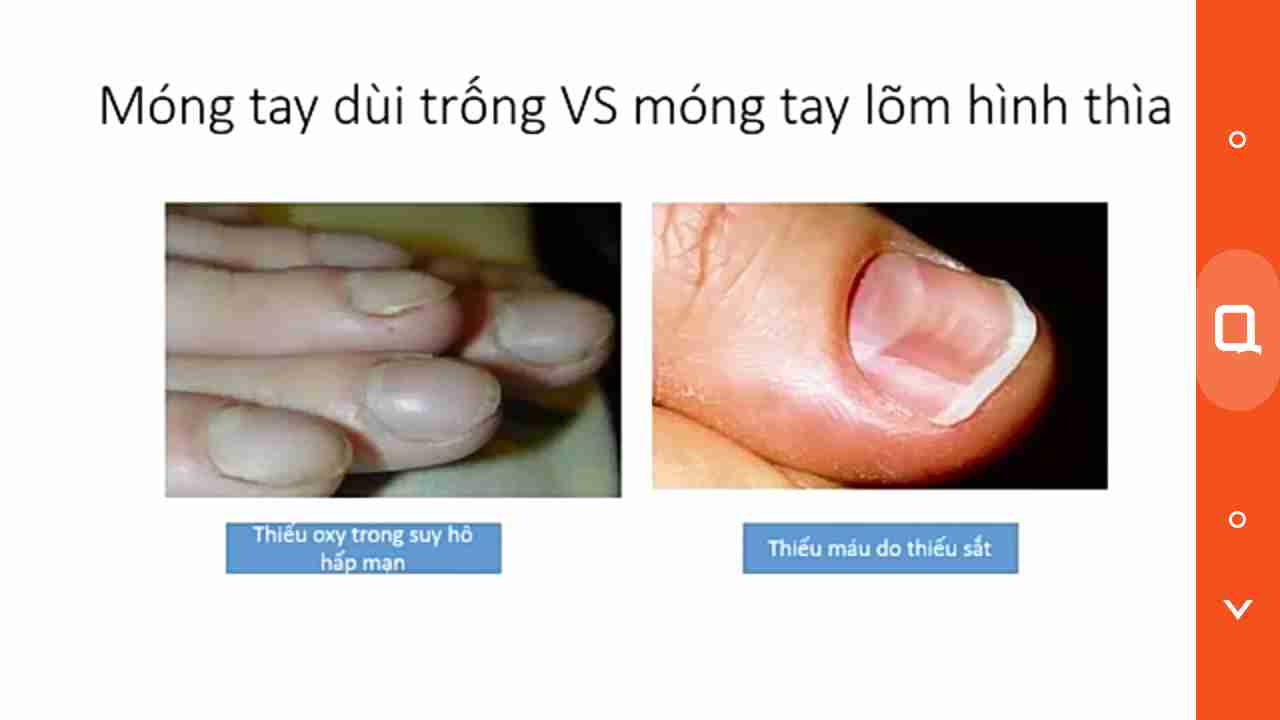 Móng tay dùi trống VS móng tay lõm hình thìa
Thiếu oxy trong suy hô
hấp mạn
Thiếu máu do thiếu sắt